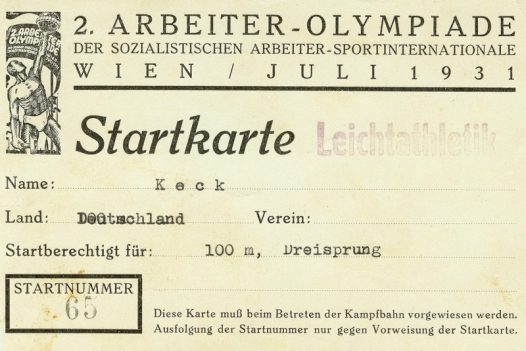 2. ARBEITER-OLYMPIADE
DER SOZIALISTISCHEN ARBEITER-SPORTINTERNATIONALE
WIEN / JULI 1931
Startkarte Leichtathletik
Name: Keck
Land: Deutschland Verein:
Startberechtigt für: 100 m, Dreisprung
STARTNUMMER
65
Diese Karte muß beim Betreten der Kampfbahn vorgewiesen werden.
Ausfolgung der Startnummer nur gegen Vorweisung der Startkarte.